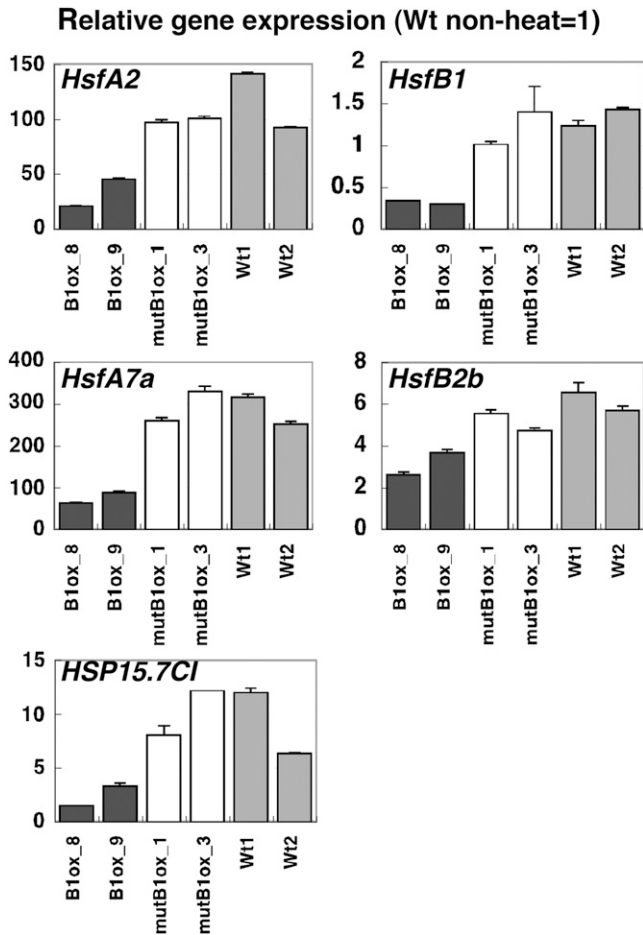 Relative gene expression (Wt non-heat=1)
HsfA2
150
100
50
0
B1ox_8
B1ox_9
mutB1ox_1
mutB1ox_3
Wt1
Wt2
HsfB1
2
1.5
1
0.5
0
B1ox_8
B1ox_9
mutB1ox_1
mutB1ox_3
Wt1
Wt2
HsfA7a
400
300
200
100
0
B1ox_8
B1ox_9
mutB1ox_1
mutB1ox_3
Wt1
Wt2
HsfB2b
8
6
4
2
0
B1ox_8
B1ox_9
mutB1ox_1
mutB1ox_3
Wt1
Wt2
HSP15.7CI
15
10
5
0
B1ox_8
B1ox_9
mutB1ox_1
mutB1ox_3
Wt1
Wt2